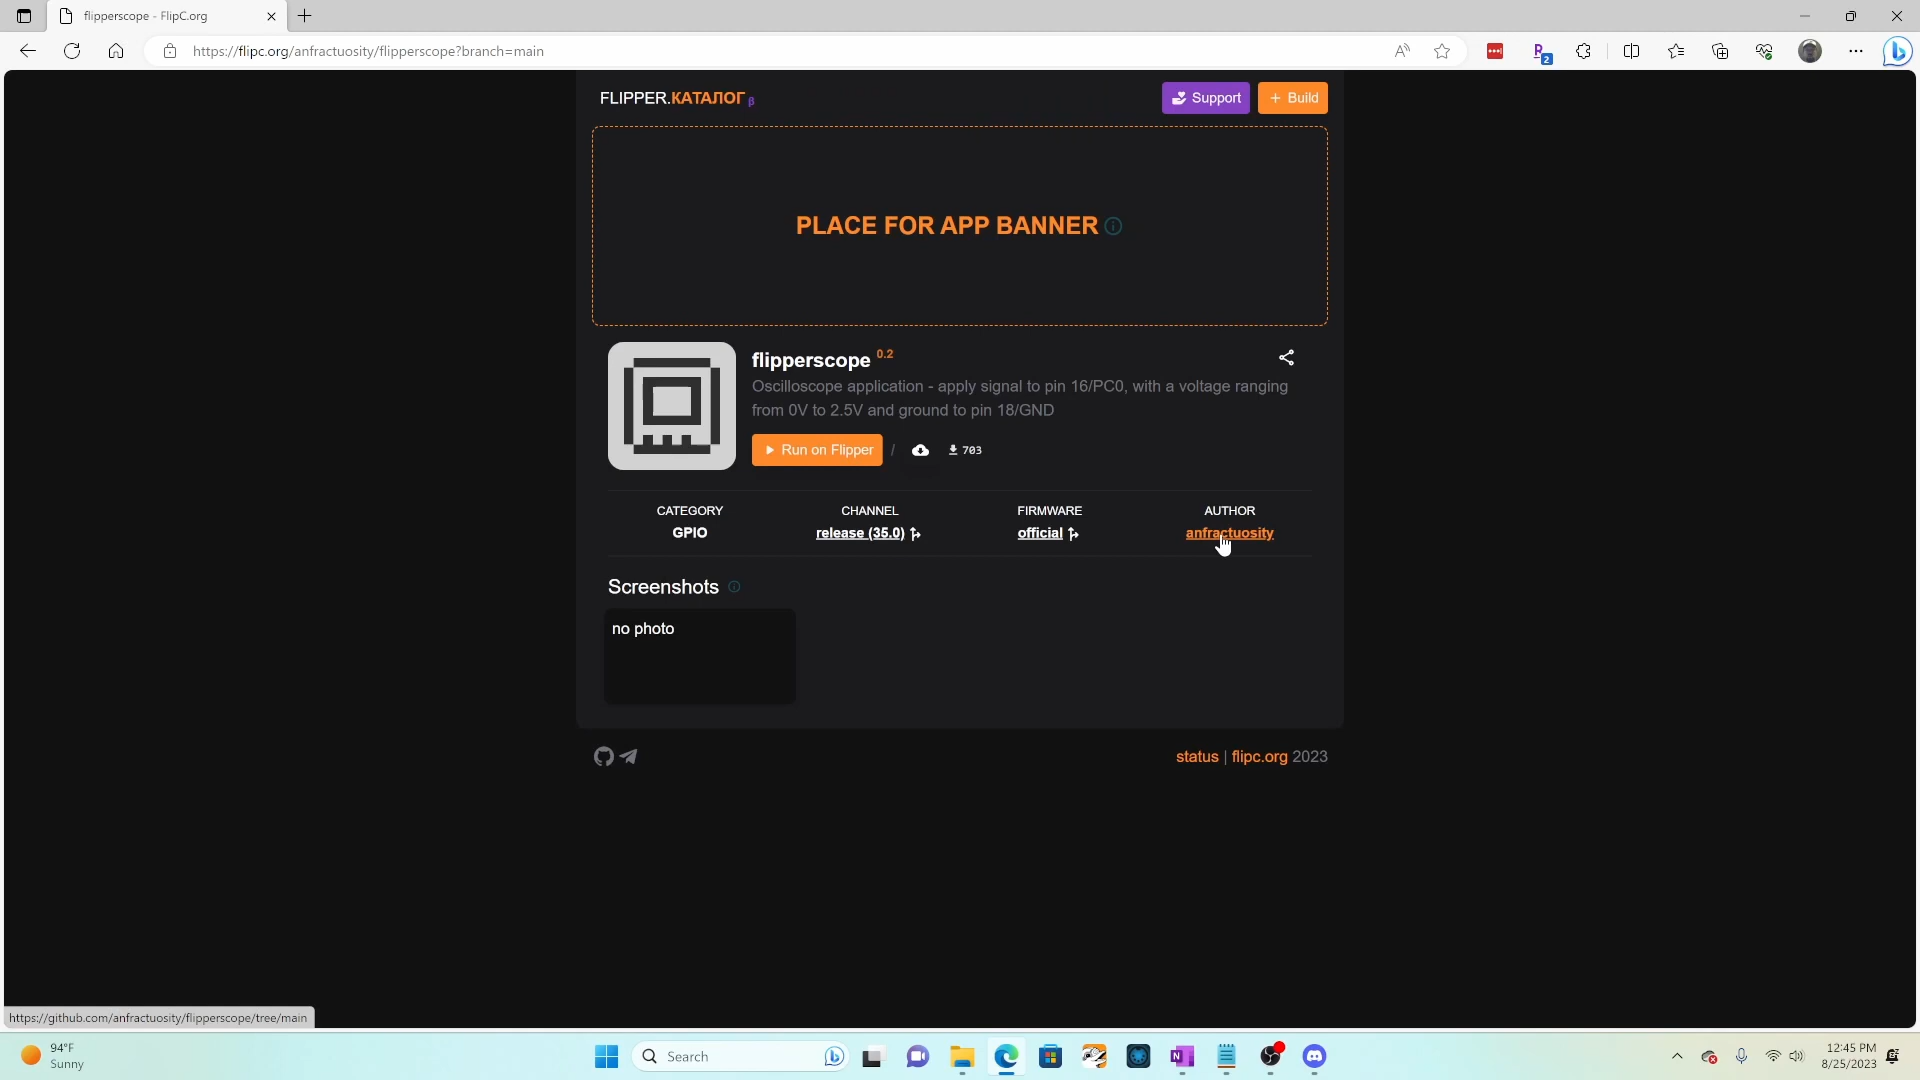 flipperscope - FlipC.org
https://flipc.org/anfractuosity/flipperscope?branch=main
2
FLIPPER.КАТАЛОГ β
Support
+ Build
PLACE FOR APP BANNER
flipperscope 0.2
Oscilloscope application - apply signal to pin 16/PC0, with a voltage ranging
from 0V to 2.5V and ground to pin 18/GND
Run on Flipper / 703
CATEGORY CHANNEL FIRMWARE AUTHOR
GPIO release (35.0) official anfractuosity
Screenshots
no photo
status | flipc.org 2023
https://github.com/anfractuosity/flipperscope/tree/main
94°F
Sunny
Search
12:45 PM
8/25/2023